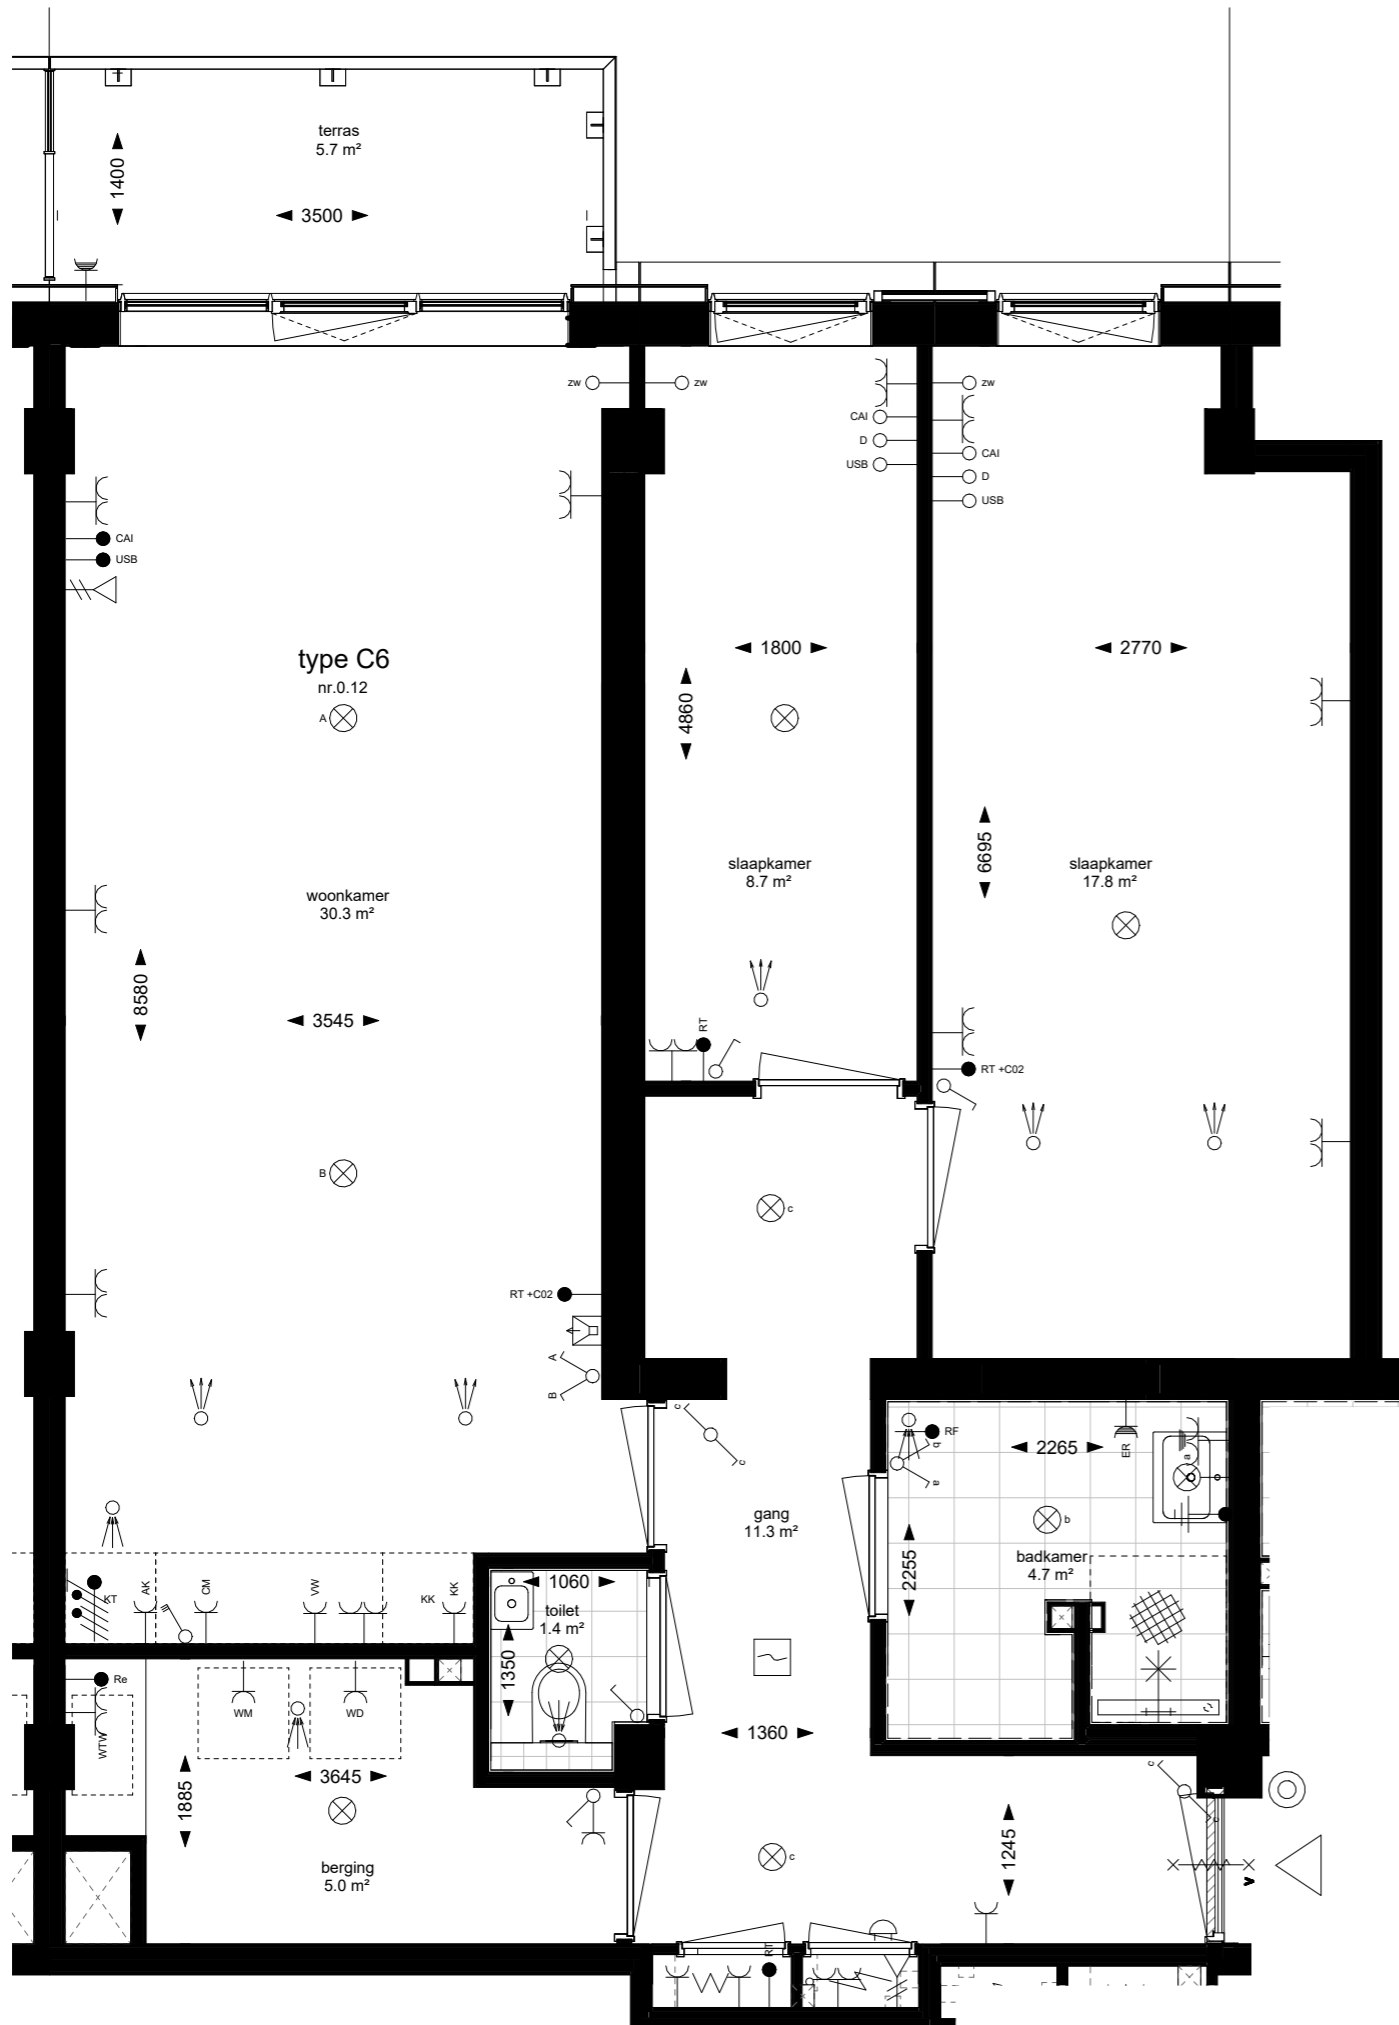 terras
5.7 m²
1400
3500
zw
zw
zw
CAI
D
USB
CAI
D
USB
CAI
USB
type C6
nr.0.12
A
1800
2770
4860
6695
slaapkamer
8.7 m²
slaapkamer
17.8 m²
woonkamer
30.3 m²
8580
3545
RT
RT +C02
B
c
RT +C02
A
B
c
c
RF
b
a
2265
ER
a
gang
11.3 m²
b
2255
badkamer
4.7 m²
KT
AK
CM
VW
KK
KK
1060
toilet
1.4 m²
1350
Re
WTW
WM
WD
1360
3645
1885
c
c
1245
c
berging
5.0 m²
v
RT